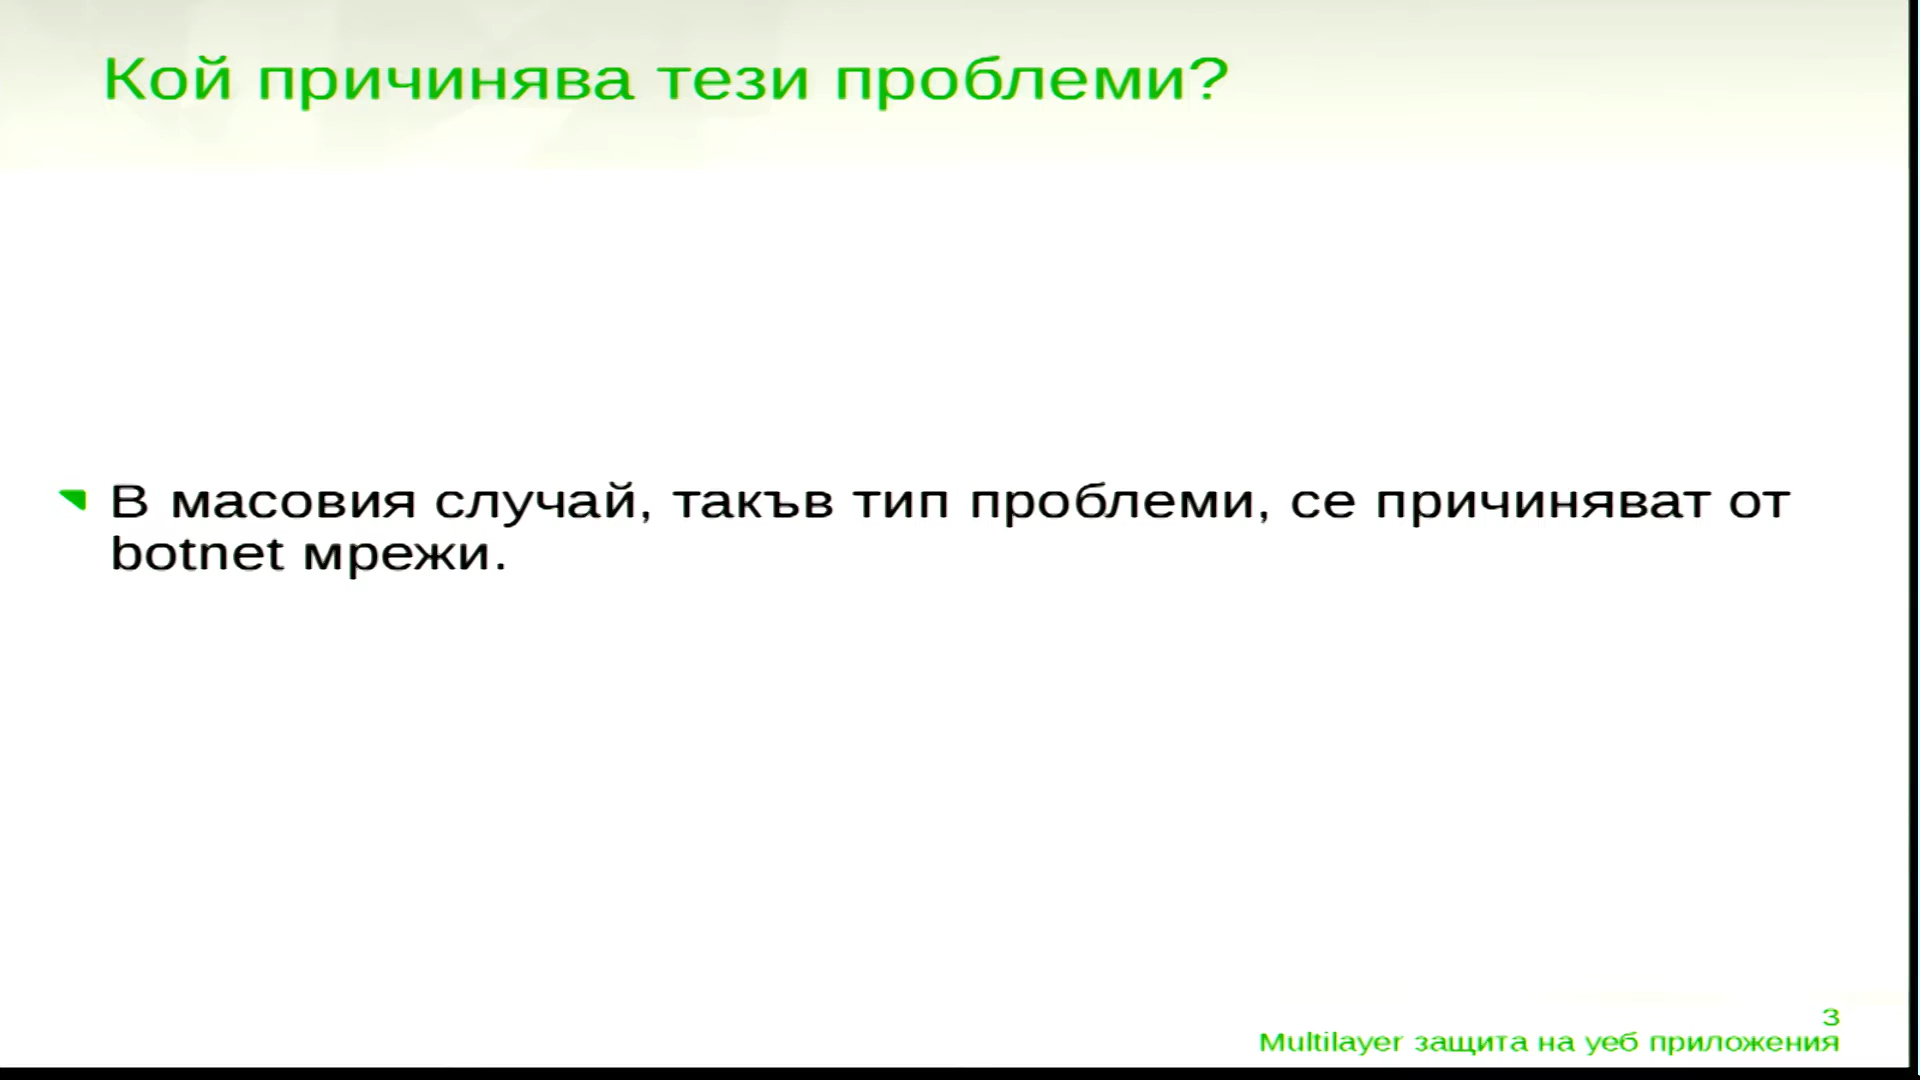 Кой причинява тези проблеми?
В масовия случай, такъв тип проблеми, се причиняват от
botnet мрежи.
3
Multilayer защита на уеб приложения